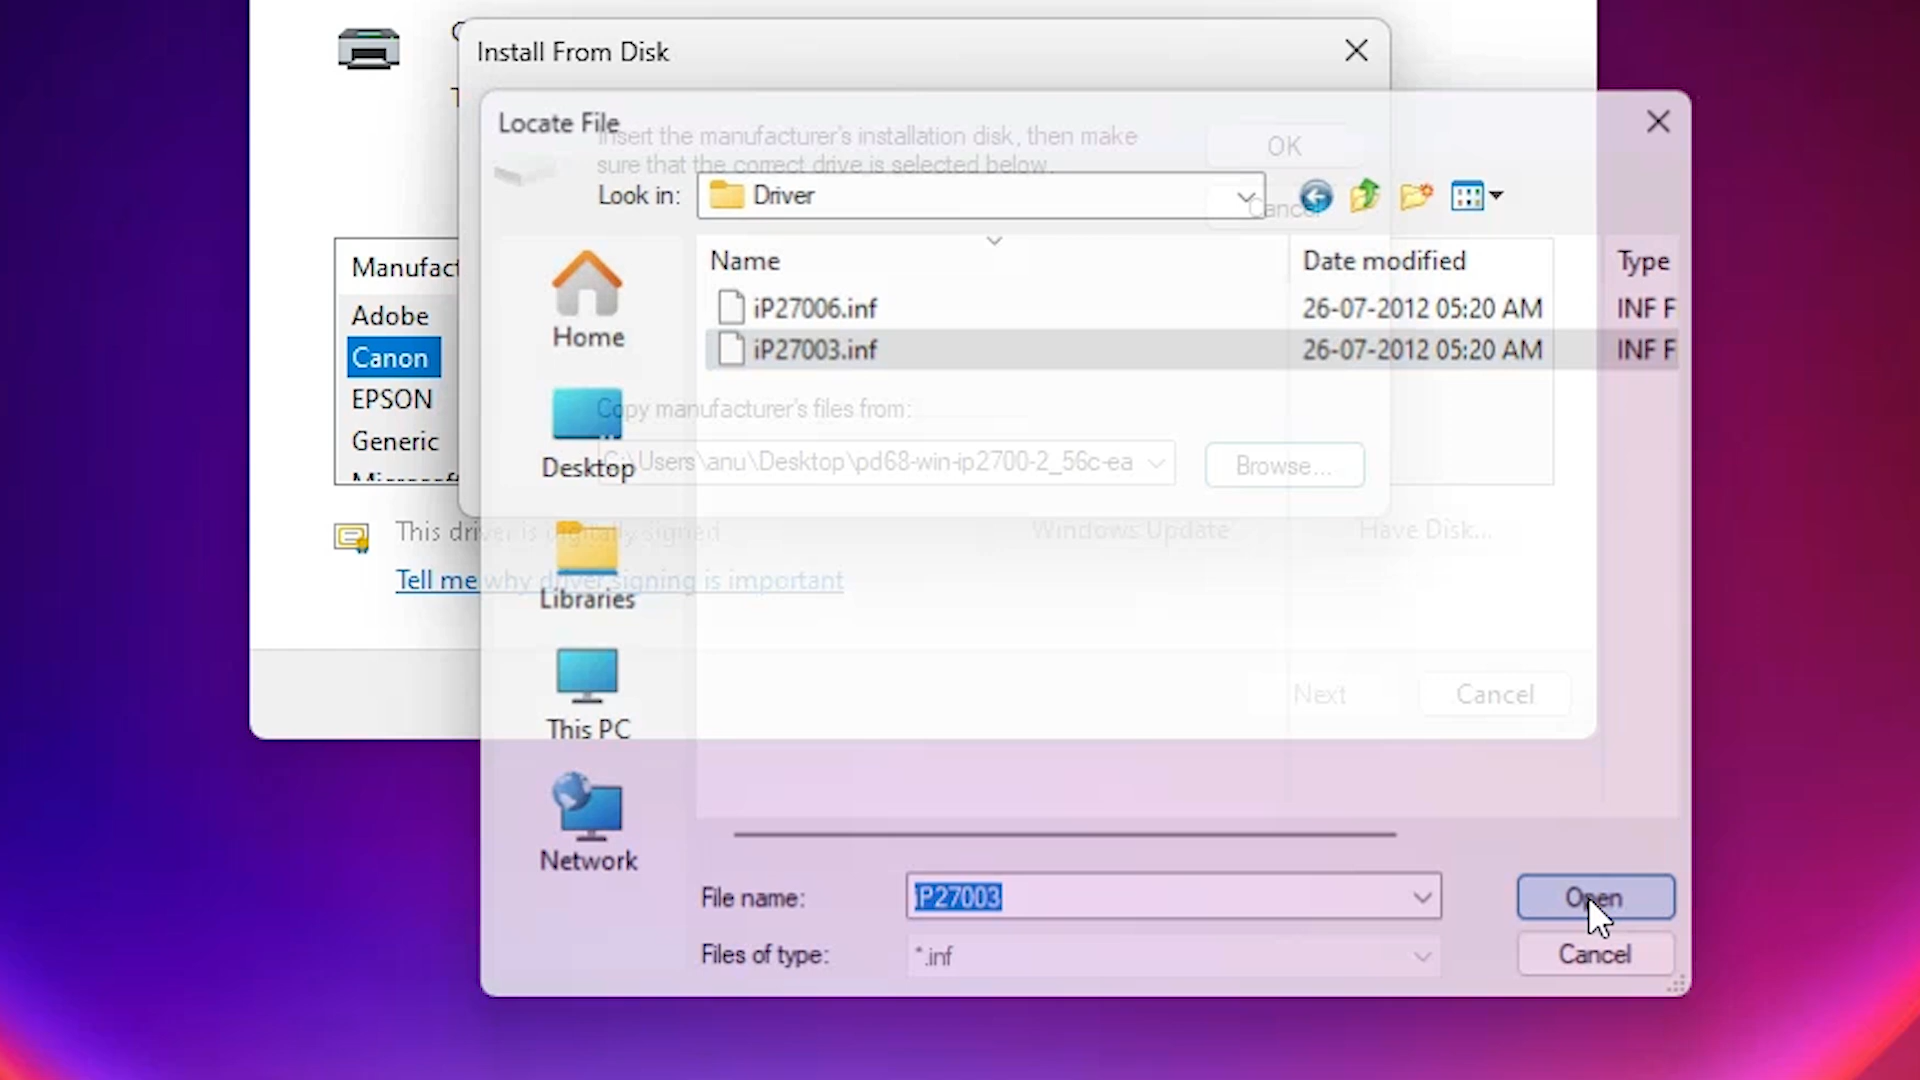 Install From Disk
Locate File
Insert the manufacturer's installation disk, then make
sure that the correct drive is selected below.
OK
Cancel
Look in:
Driver
Manufact
Adobe
Canon
EPSON
Generic
Name
Date modified
Type
iP27006.inf
26-07-2012 05:20 AM
INF F
iP27003.inf
26-07-2012 05:20 AM
INF F
Home
Desktop
Libraries
This PC
Network
Copy manufacturer's files from:
C:\Users\anu\Desktop\pd68-win-ip2700-2_56c-ea
Browse...
This driver is digitally signed
Windows Update
Have Disk...
Tell me why driver signing is important
Next
Cancel
File name:
iP27003
Open
Files of type:
*.inf
Cancel